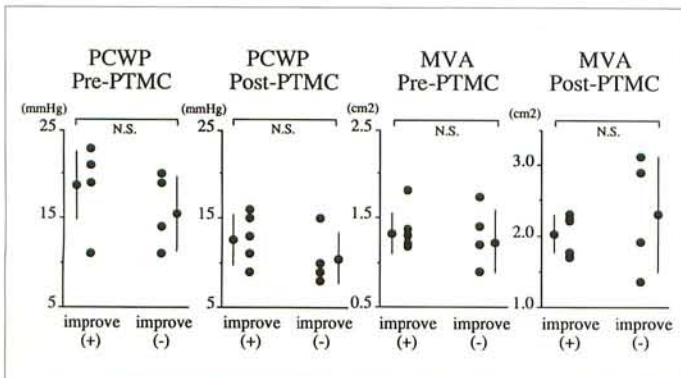 PCWP
Pre-PTMC
(mmHg)
25
15
5
N.S.
improve improve
(+) (-)
PCWP
Post-PTMC
(mmHg)
25
15
5
N.S.
improve improve
(+) (-)
MVA
Pre-PTMC
(cm2)
2.5
1.5
0.5
N.S.
improve improve
(+) (-)
MVA
Post-PTMC
(cm2)
3.0
2.0
1.0
N.S.
improve improve
(+) (-)